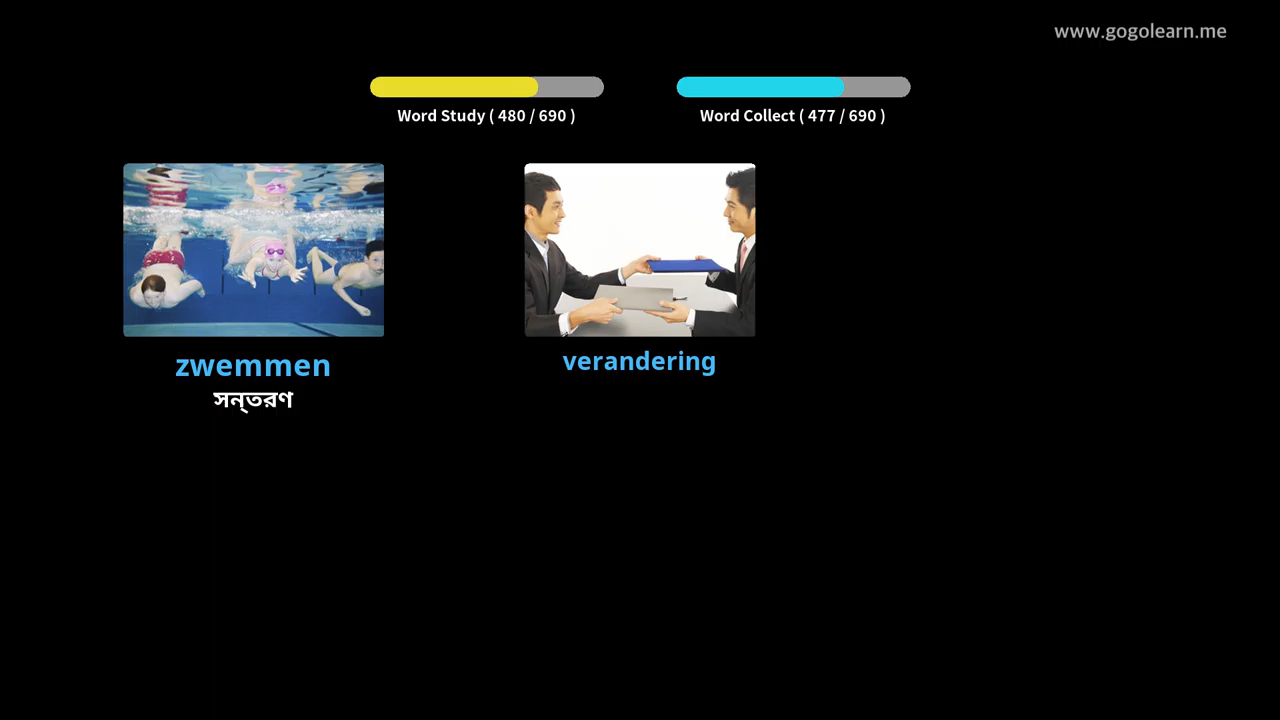 www.gogolearn.me
Word Study ( 480 / 690 )
Word Collect ( 477 / 690 )
zwemmen
verandering
সন্তরণ